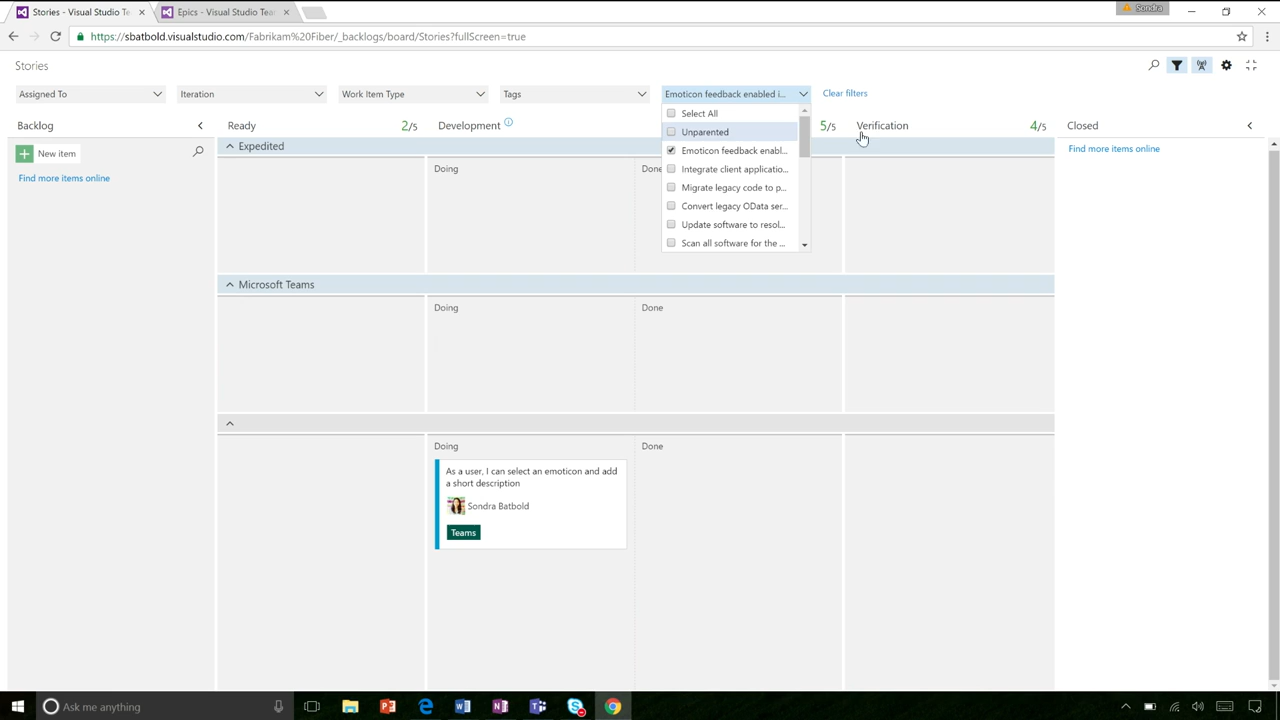 Stories - Visual Studio Tea
Epics - Visual Studio Team
Sondra
https://sbatbold.visualstudio.com/Fabrikam%20Fiber/_backlogs/board/Stories?fullScreen=true
Stories
Assigned To
Iteration
Work Item Type
Tags
Emoticon feedback enabled i...
Clear filters
Select All
Unparented
Emoticon feedback enabl...
Integrate client applicatio...
Migrate legacy code to p...
Convert legacy OData ser...
Update software to resol...
Scan all software for the ...
Backlog
Ready 2/5
Development
5/5
Verification 4/5
Closed
New item
Find more items online
Find more items online
Expedited
Doing
Done
Microsoft Teams
Doing
Done
Doing
Done
As a user, I can select an emoticon and add
a short description
Sondra Batbold
Teams
Ask me anything